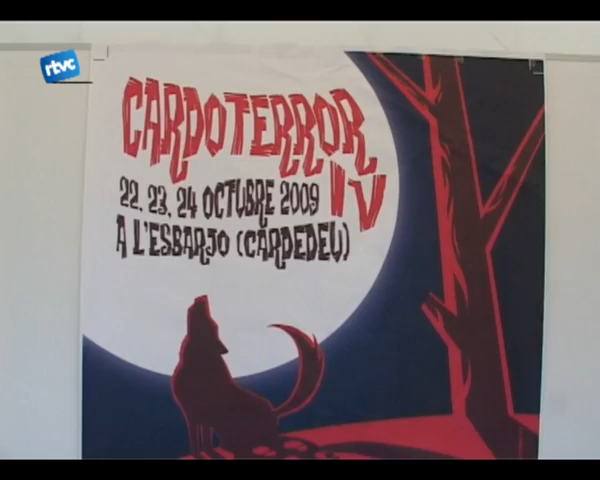 rtvc
CARDOTERROR
IV
22, 23, 24 OCTUBRE 2009
A L'ESBARJO (CARDEDEU)